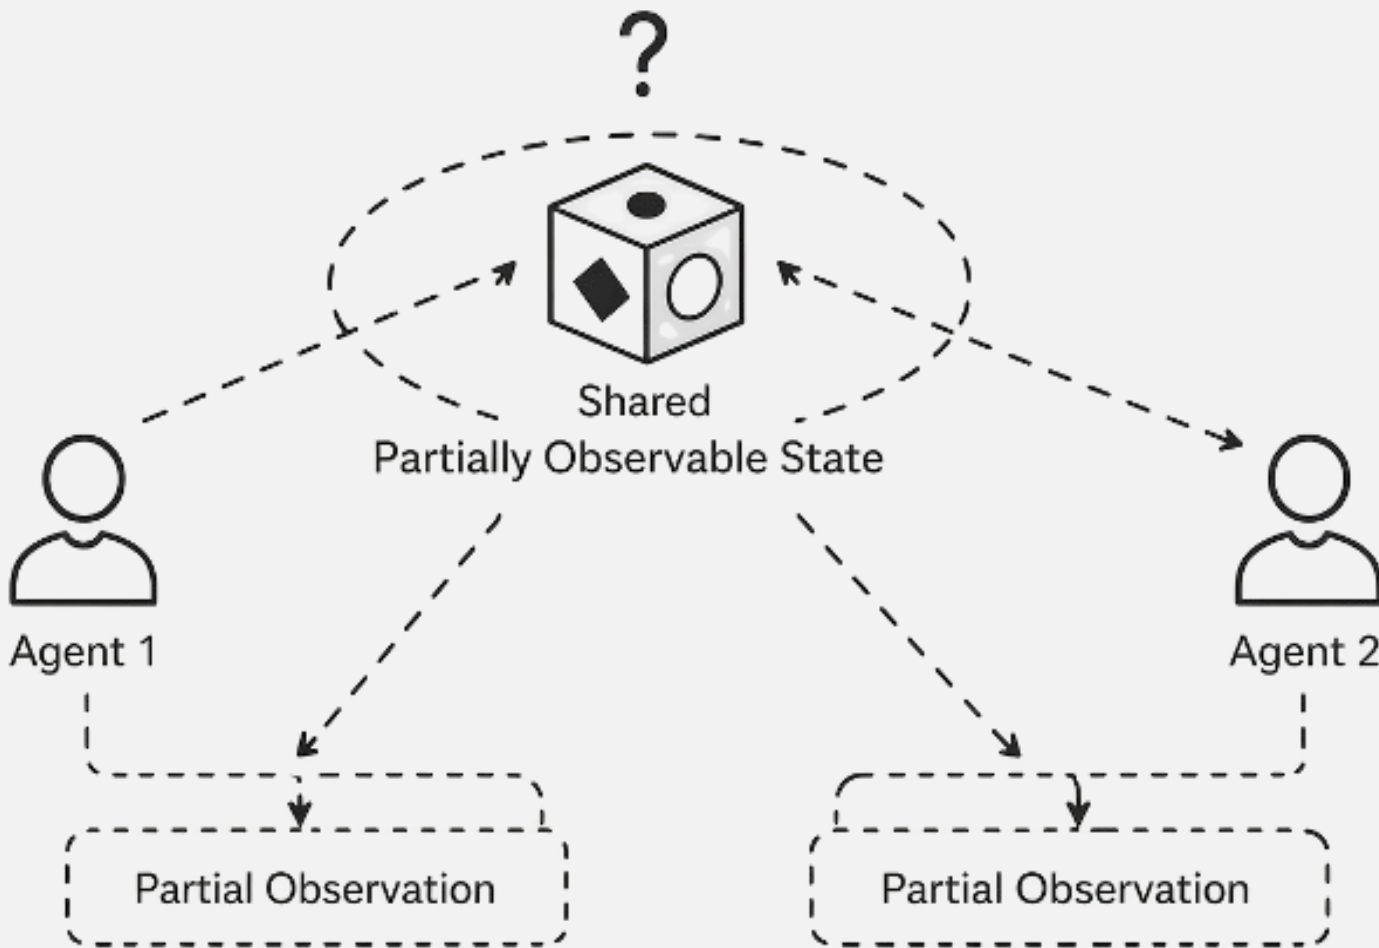 ?
Shared
Partially Observable State
Agent 1
Agent 2
Partial Observation
Partial Observation